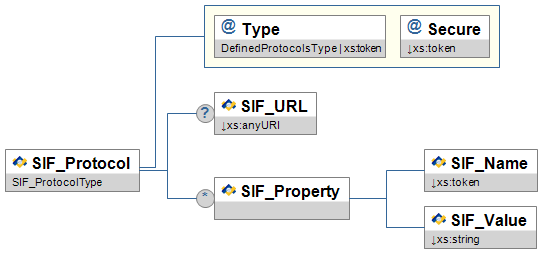 @ Type
DefinedProtocolsType | xs:token
@ Secure
↓xs:token
? SIF_URL
↓xs:anyURI
SIF_Protocol
SIF_ProtocolType
* SIF_Property
SIF_Name
↓xs:token
SIF_Value
↓xs:string